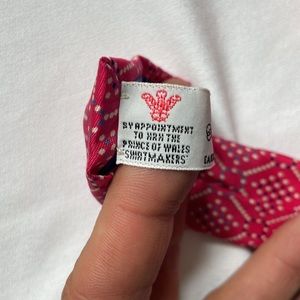 BY APPOINTMENT
TO HRH THE
PRINCE OF WALES
SHIRTMAKERS